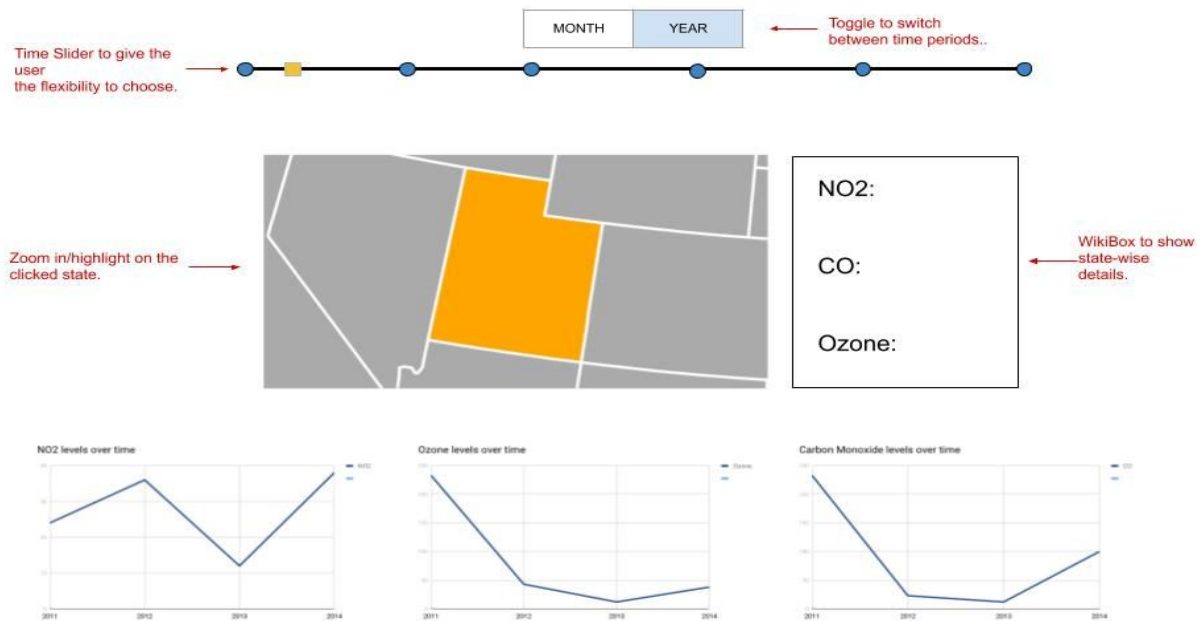 MONTH
YEAR
Toggle to switch
between time periods..
Time Slider to give the
user
the flexibility to choose.
NO2:
CO:
Ozone:
Zoom in/highlight on the
clicked state.
WikiBox to show
state-wise
details.
NO2 levels over time
NO2
2011
2012
2013
2014
Ozone levels over time
Ozone
2011
2012
2013
2014
Carbon Monoxide levels over time
2011
2012
2013
2014